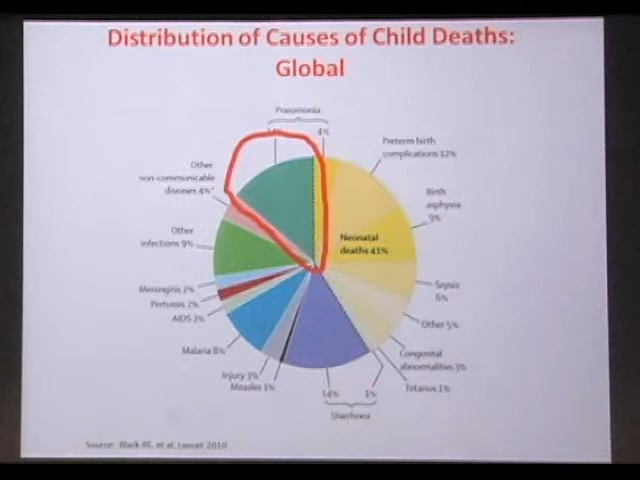 Distribution of Causes of Child Deaths:
Global
Pneumonia
4%
Preterm birth
complications 12%
Other
non-communicable
diseases 4%*
Birth
asphyxia
9%
Other
infections 9%
Neonatal
deaths 41%
Meningitis 2%
Pertussis 2%
AIDS 2%
Sepsis
6%
Other 5%
Malaria 8%
Congenital
abnormalities 3%
Injury 3%
Measles 1%
Tetanus 1%
14% 1%
Diarrhoea
Source: Black RE, et al, Lancet 2010